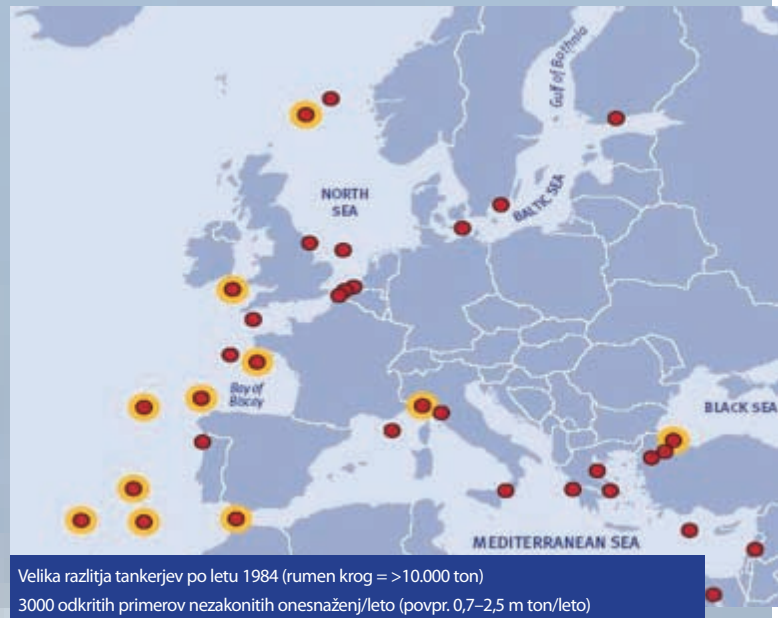 Gulf of Bothnia
NORTH
SEA
BALTIC SEA
Bay of
Biscay
BLACK SEA
MEDITERRANEAN SEA
Velika razlitja tankerjev po letu 1984 (rumen krog = >10.000 ton)
3000 odkritih primerov nezakonitih onesnaženj/leto (povpr. 0,7–2,5 m ton/leto)